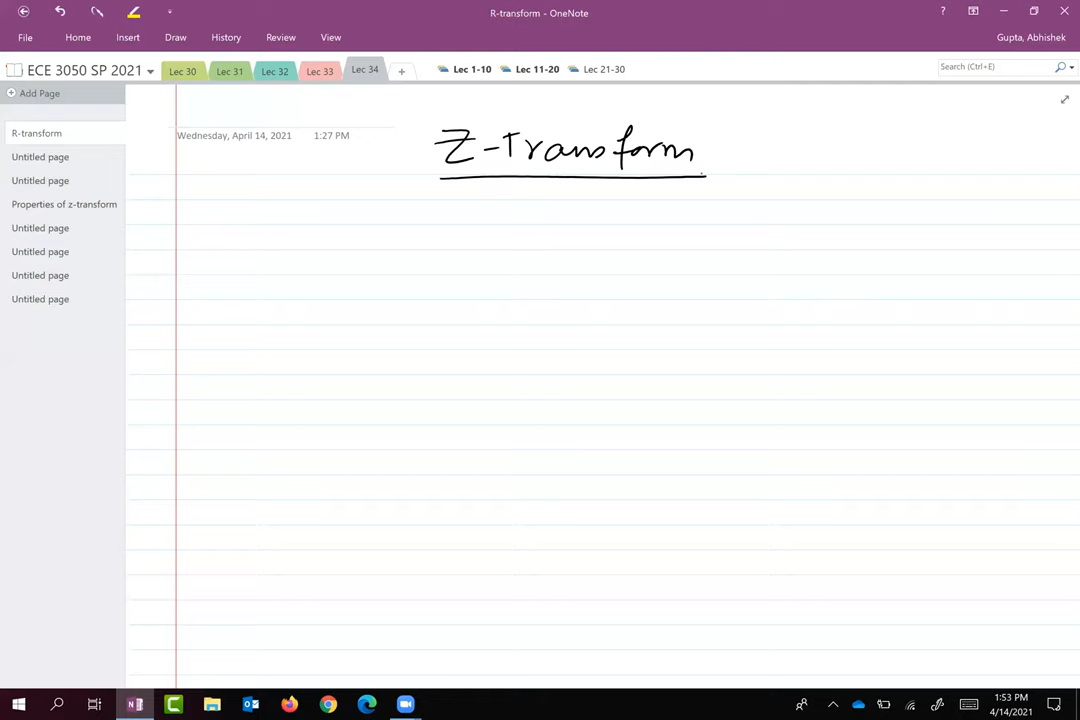 R-transform - OneNote
?
Gupta, Abhishek
File Home Insert Draw History Review View
ECE 3050 SP 2021 Lec 30 Lec 31 Lec 32 Lec 33 Lec 34 + Lec 1-10 Lec 11-20 Lec 21-30 Search (Ctrl+E)
Add Page
R-transform
Untitled page
Untitled page
Properties of z-transform
Untitled page
Untitled page
Untitled page
Untitled page
Wednesday, April 14, 2021 1:27 PM
Z-Transform
1:53 PM
4/14/2021